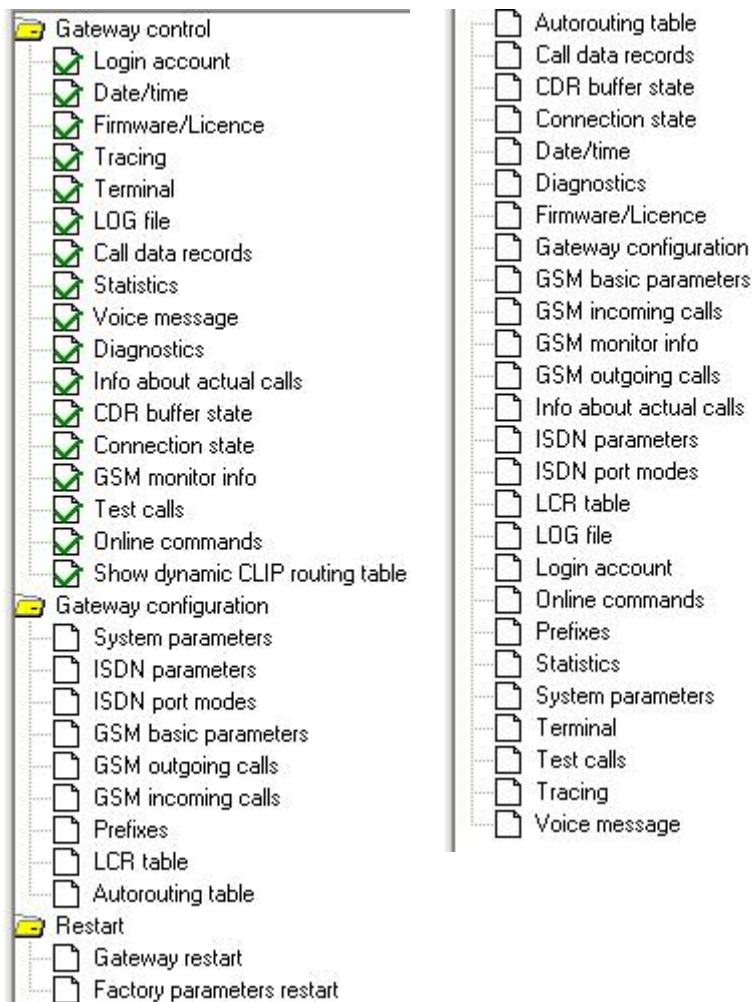 Gateway control
Login account
Date/time
Firmware/Licence
Tracing
Terminal
LOG file
Call data records
Statistics
Voice message
Diagnostics
Info about actual calls
CDR buffer state
Connection state
GSM monitor info
Test calls
Online commands
Show dynamic CLIP routing table
Gateway configuration
System parameters
ISDN parameters
ISDN port modes
GSM basic parameters
GSM outgoing calls
GSM incoming calls
Prefixes
LCR table
Autorouting table
Restart
Gateway restart
Factory parameters restart
Autorouting table
Call data records
CDR buffer state
Connection state
Date/time
Diagnostics
Firmware/Licence
Gateway configuration
GSM basic parameters
GSM incoming calls
GSM monitor info
GSM outgoing calls
Info about actual calls
ISDN parameters
ISDN port modes
LCR table
LOG file
Login account
Online commands
Prefixes
Statistics
System parameters
Terminal
Test calls
Tracing
Voice message